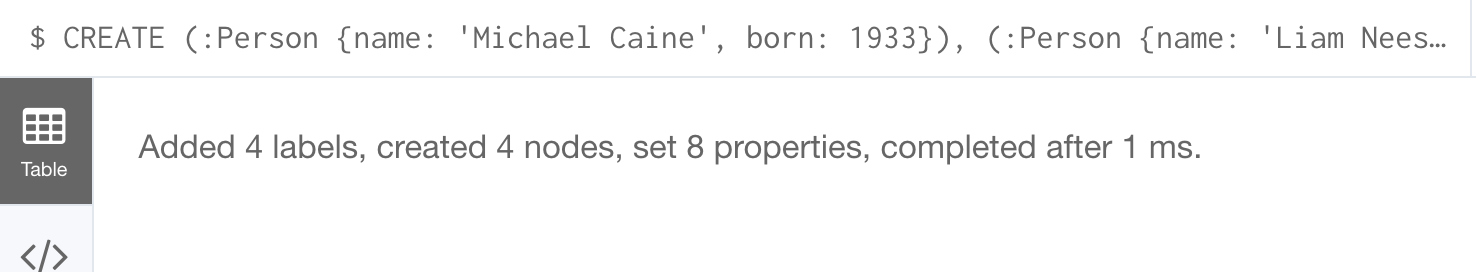 $ CREATE (:Person {name: 'Michael Caine', born: 1933}), (:Person {name: 'Liam Nees…
Added 4 labels, created 4 nodes, set 8 properties, completed after 1 ms.
Table
</>